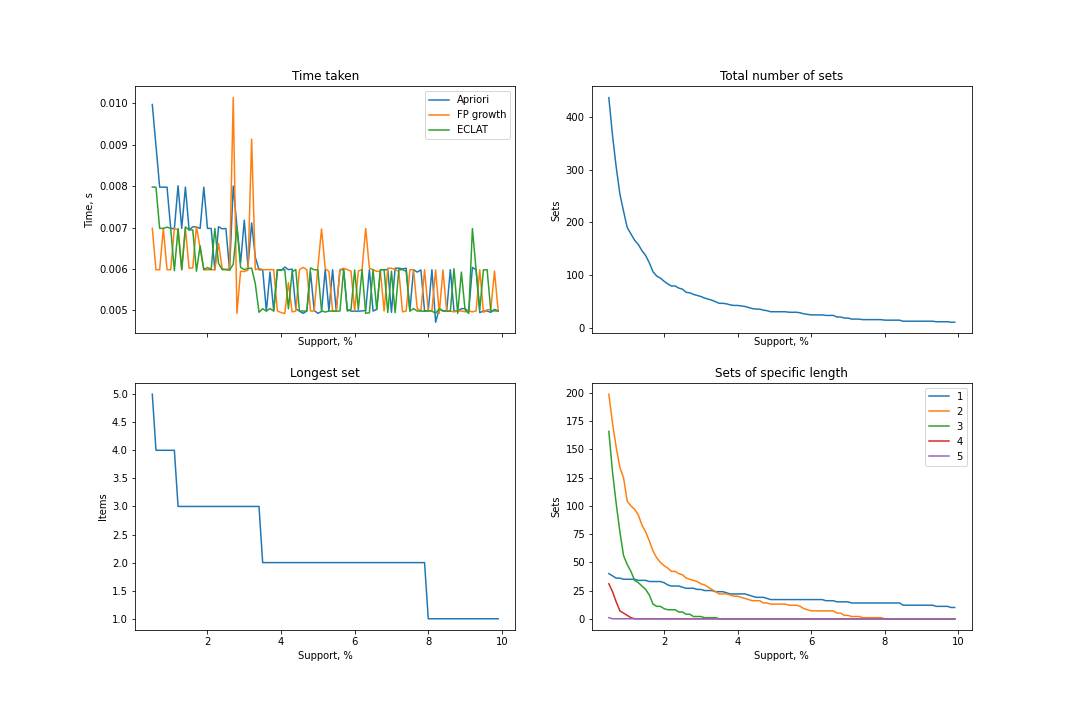 Time taken
0.010
0.009
0.008
0.007
0.006
0.005
Time, s
Apriori
FP growth
ECLAT
Support, %
Total number of sets
400
300
200
100
0
Sets
Support, %
Longest set
5.0
4.5
4.0
3.5
3.0
2.5
2.0
1.5
1.0
Items
2 4 6 8 10
Support, %
Sets of specific length
200
175
150
125
100
75
50
25
0
Sets
1
2
3
4
5
2 4 6 8 10
Support, %